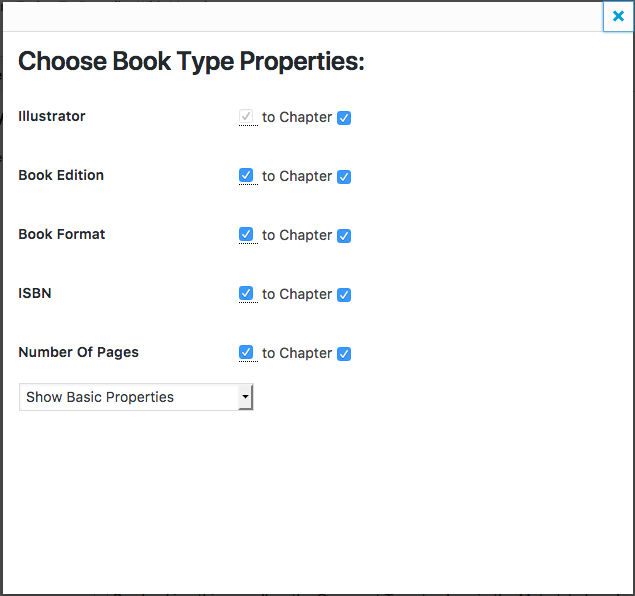 Choose Book Type Properties:
Illustrator to Chapter
Book Edition to Chapter
Book Format to Chapter
ISBN to Chapter
Number Of Pages to Chapter
Show Basic Properties